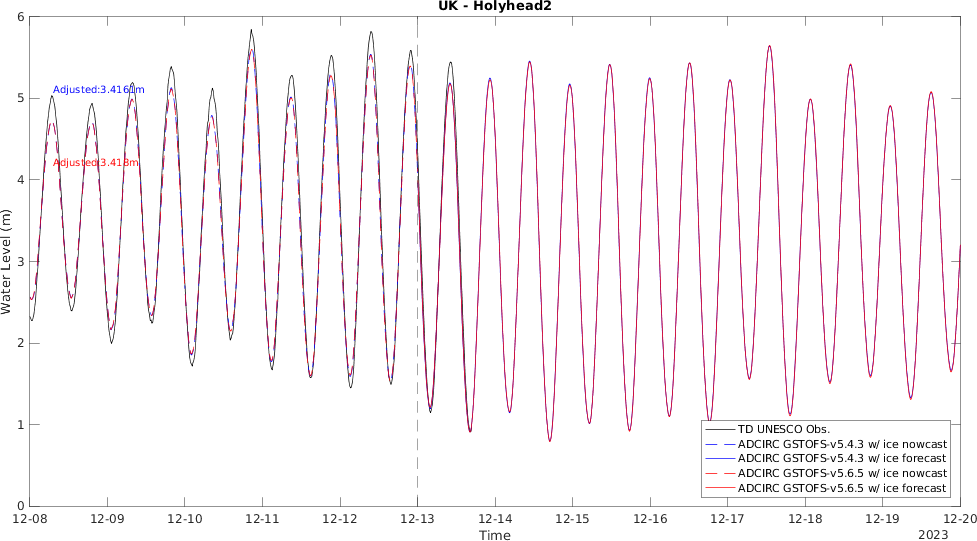 UK - Holyhead2
6
5
4
3
2
1
0
Water Level (m)
Adjusted:3.4161m
Adjusted:3.418m
TD UNESCO Obs.
ADCIRC GSTOFS-v5.4.3 w/ ice nowcast
ADCIRC GSTOFS-v5.4.3 w/ ice forecast
ADCIRC GSTOFS-v5.6.5 w/ ice nowcast
ADCIRC GSTOFS-v5.6.5 w/ ice forecast
12-08 12-09 12-10 12-11 12-12 12-13 12-14 12-15 12-16 12-17 12-18 12-19 12-20
Time
2023